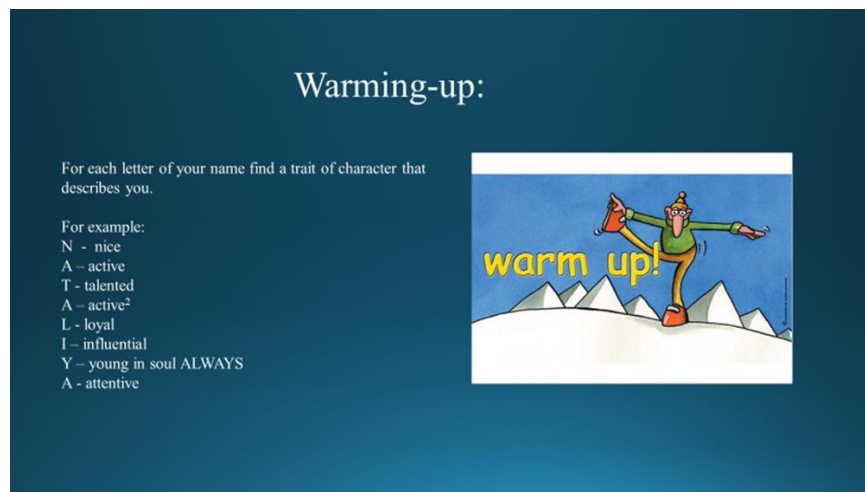 Warming-up:
For each letter of your name find a trait of character that
describes you.
For example:
N - nice
A – active
T - talented
A – active²
L - loyal
I – influential
Y – young in soul ALWAYS
A - attentive
warm up!